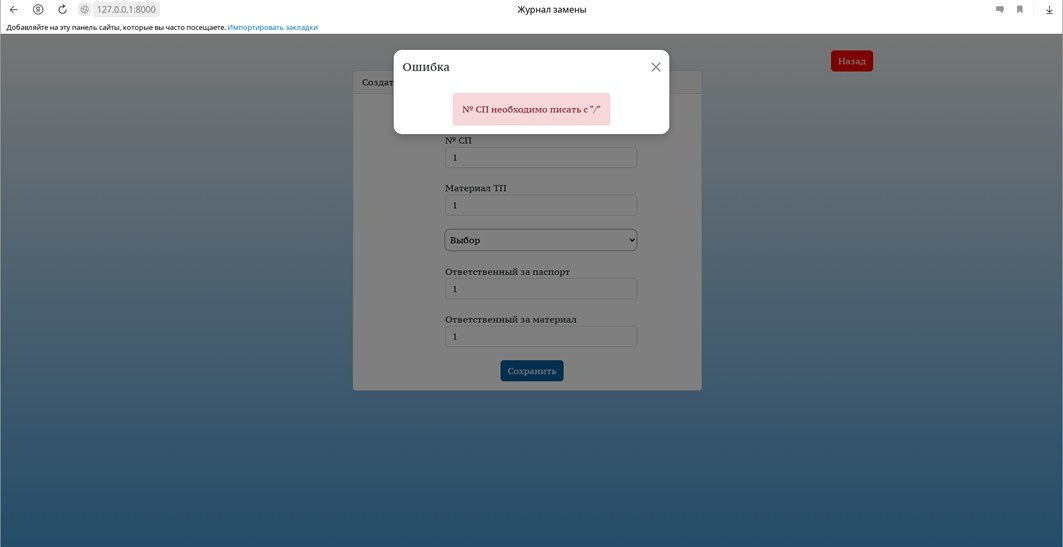 127.0.0.1:8000
Журнал замены
Добавляйте на эту панель сайты, которые вы часто посещаете. Импортировать закладки
Назад
Ошибка
Создат
№ СП необходимо писать с "/"
№ СП
1
Материал ТП
1
Выбор
Ответственный за паспорт
1
Ответственный за материал
1
Сохранить